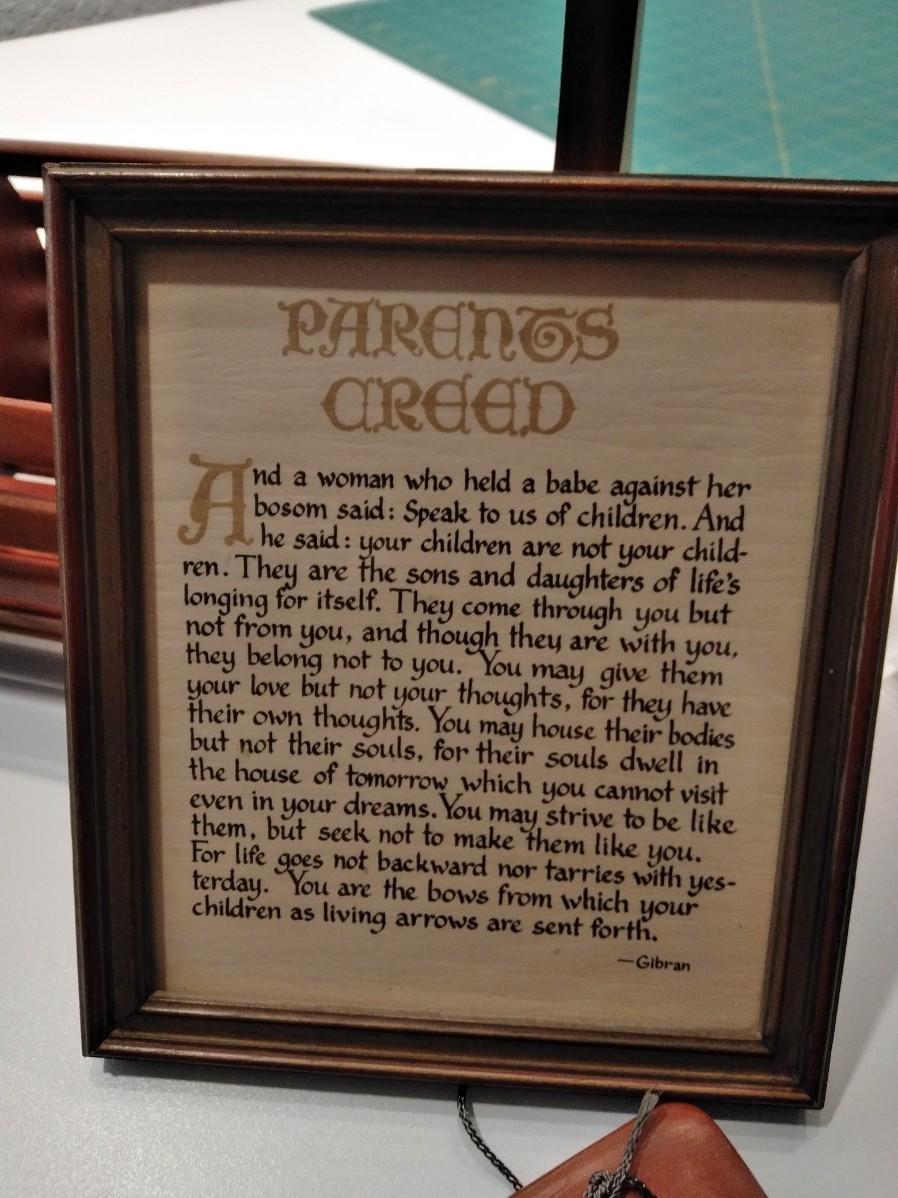 PARENTS
CREED
And a woman who held a babe against her
bosom said: Speak to us of children. And
he said: your children are not your child-
ren. They are the sons and daughters of life's
longing for itself. They come through you but
not from you, and though they are with you,
they belong not to you. You may give them
your love but not your thoughts, for they have
their own thoughts. You may house their bodies
but not their souls, for their souls dwell in
the house of tomorrow which you cannot visit
even in your dreams. You may strive to be like
them, but seek not to make them like you.
For life goes not backward nor tarries with yes-
terday. You are the bows from which your
children as living arrows are sent forth.
—Gibran